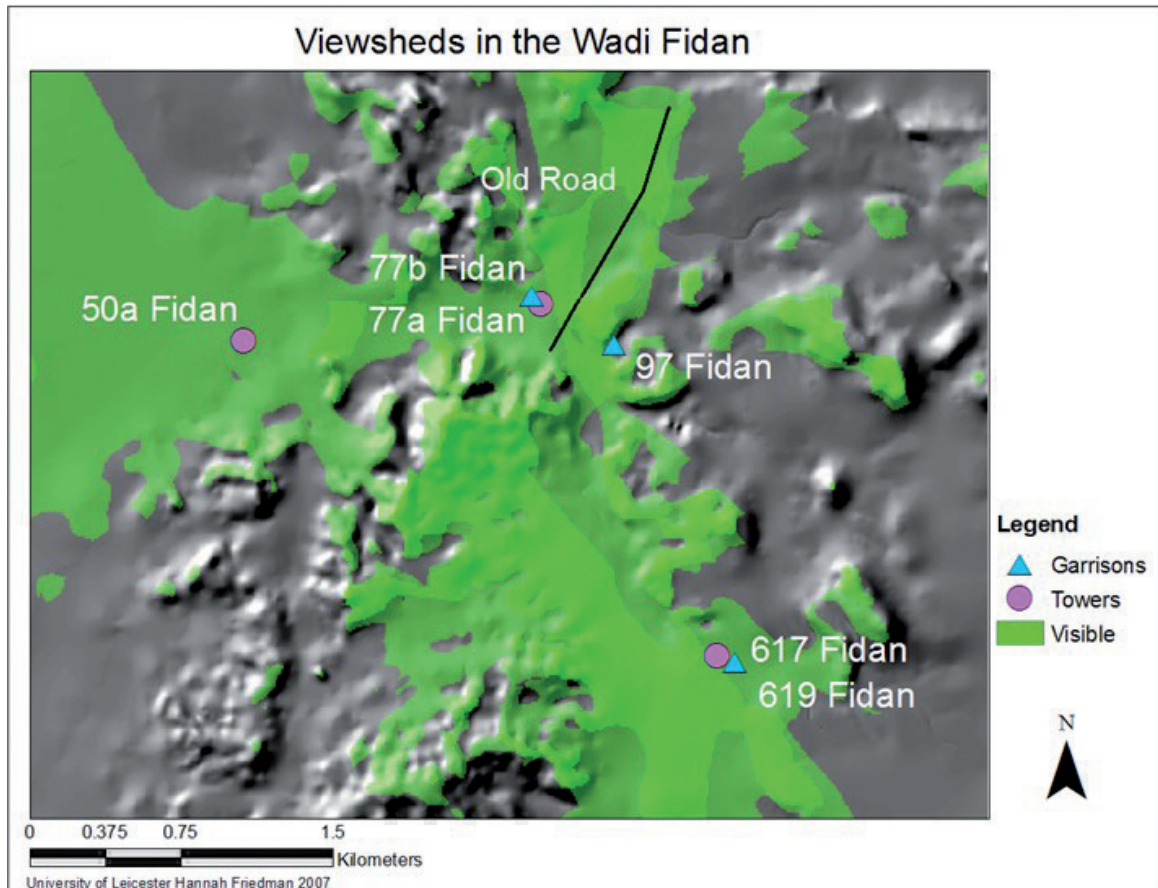 Viewsheds in the Wadi Fidan
Old Road
77b Fidan
50a Fidan
77a Fidan
97 Fidan
617 Fidan
619 Fidan
Legend
Garrisons
Towers
Visible
N
0 0.375 0.75 1.5
Kilometers
University of Leicester Hannah Friedman 2007